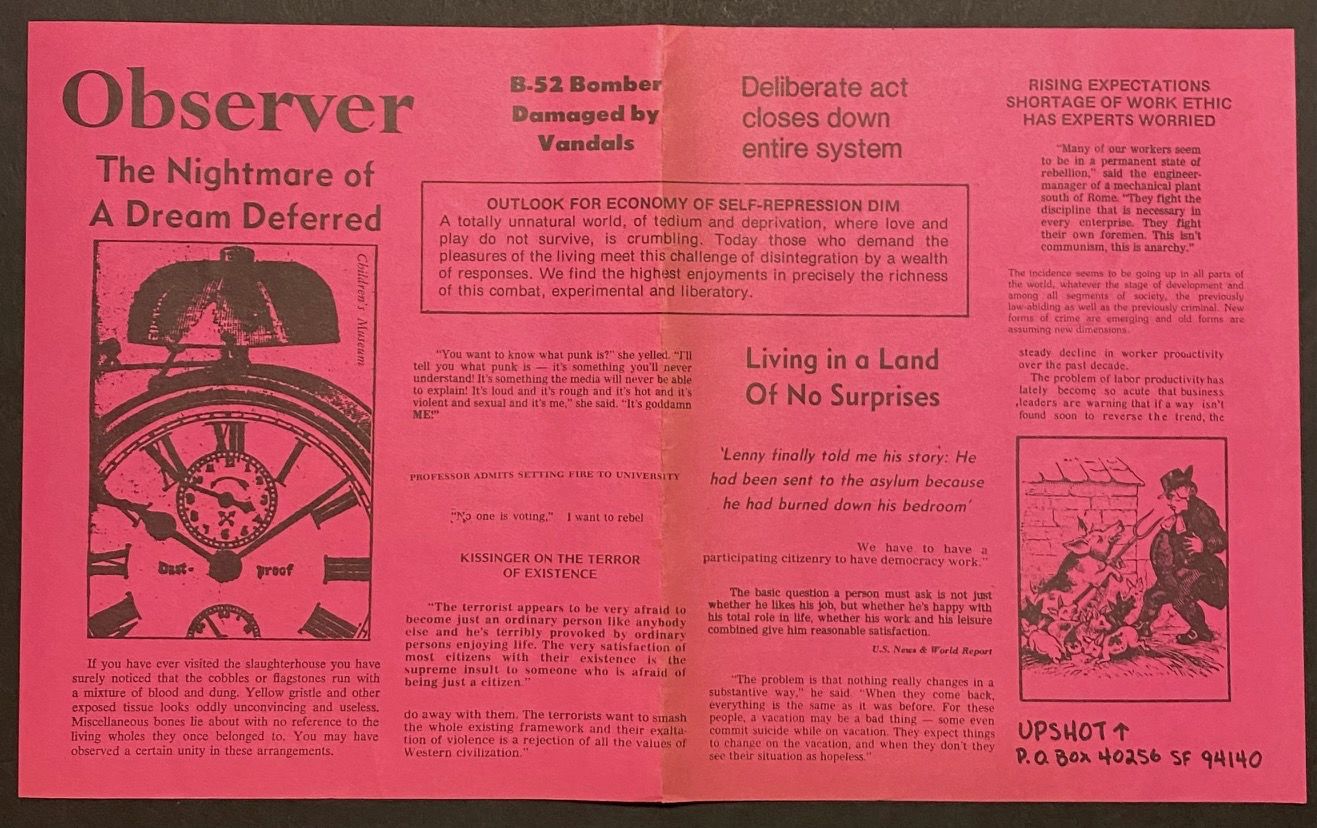 Observer
The Nightmare of
A Dream Deferred
Children's Museum
XI
XII
I
IX
III
VIII
IIII
Dust- proof
If you have ever visited the slaughterhouse you have
surely noticed that the cobbles or flagstones run with
a mixture of blood and dung. Yellow gristle and other
exposed tissue looks oddly unconvincing and useless.
Miscellaneous bones lie about with no reference to the
living wholes they once belonged to. You may have
observed a certain unity in these arrangements.
B-52 Bomber
Damaged by
Vandals
Deliberate act
closes down
entire system
OUTLOOK FOR ECONOMY OF SELF-REPRESSION DIM
A totally unnatural world, of tedium and deprivation, where love and
play do not survive, is crumbling. Today those who demand the
pleasures of the living meet this challenge of disintegration by a wealth
of responses. We find the highest enjoyments in precisely the richness
of this combat, experimental and liberatory.
"You want to know what punk is?" she yelled. "I'll
tell you what punk is — it's something you'll never
understand! It's something the media will never be able
to explain! It's loud and it's rough and it's hot and it's
violent and sexual and it's me," she said. "It's goddamn
ME!"
PROFESSOR ADMITS SETTING FIRE TO UNIVERSITY
"No one is voting," I want to rebel
KISSINGER ON THE TERROR
OF EXISTENCE
"The terrorist appears to be very afraid to
become just an ordinary person like anybody
else and he's terribly provoked by ordinary
persons enjoying life. The very satisfaction of
most citizens with their existence is the
supreme insult to someone who is afraid of
being just a citizen."
do away with them. The terrorists want to smash
the whole existing framework and their exalta-
tion of violence is a rejection of all the values of
Western civilization."
Living in a Land
Of No Surprises
'Lenny finally told me his story: He
had been sent to the asylum because
he had burned down his bedroom'
We have to have a
participating citizenry to have democracy work."
The basic question a person must ask is not just
whether he likes his job, but whether he's happy with
his total role in life, whether his work and his leisure
combined give him reasonable satisfaction.
U.S. News & World Report
"The problem is that nothing really changes in a
substantive way," he said. "When they come back,
everything is the same as it was before. For these
people, a vacation may be a bad thing — some even
commit suicide while on vacation. They expect things
to change on the vacation, and when they don't they
see their situation as hopeless."
RISING EXPECTATIONS
SHORTAGE OF WORK ETHIC
HAS EXPERTS WORRIED
"Many of our workers seem
to be in a permanent state of
rebellion," said the engineer-
manager of a mechanical plant
south of Rome. "They fight the
discipline that is necessary in
every enterprise. They fight
their own foremen. This isn't
communism, this is anarchy."
The incidence seems to be going up in all parts of
the world, whatever the stage of development and
among all segments of society, the previously
law-abiding as well as the previously criminal. New
forms of crime are emerging and old forms are
assuming new dimensions.
steady decline in worker productivity
over the past decade.
The problem of labor productivity has
lately become so acute that business
leaders are warning that if a way isn't
found soon to reverse the trend, the
UPSHOT ↑
P.O. Box 40256 SF 94140